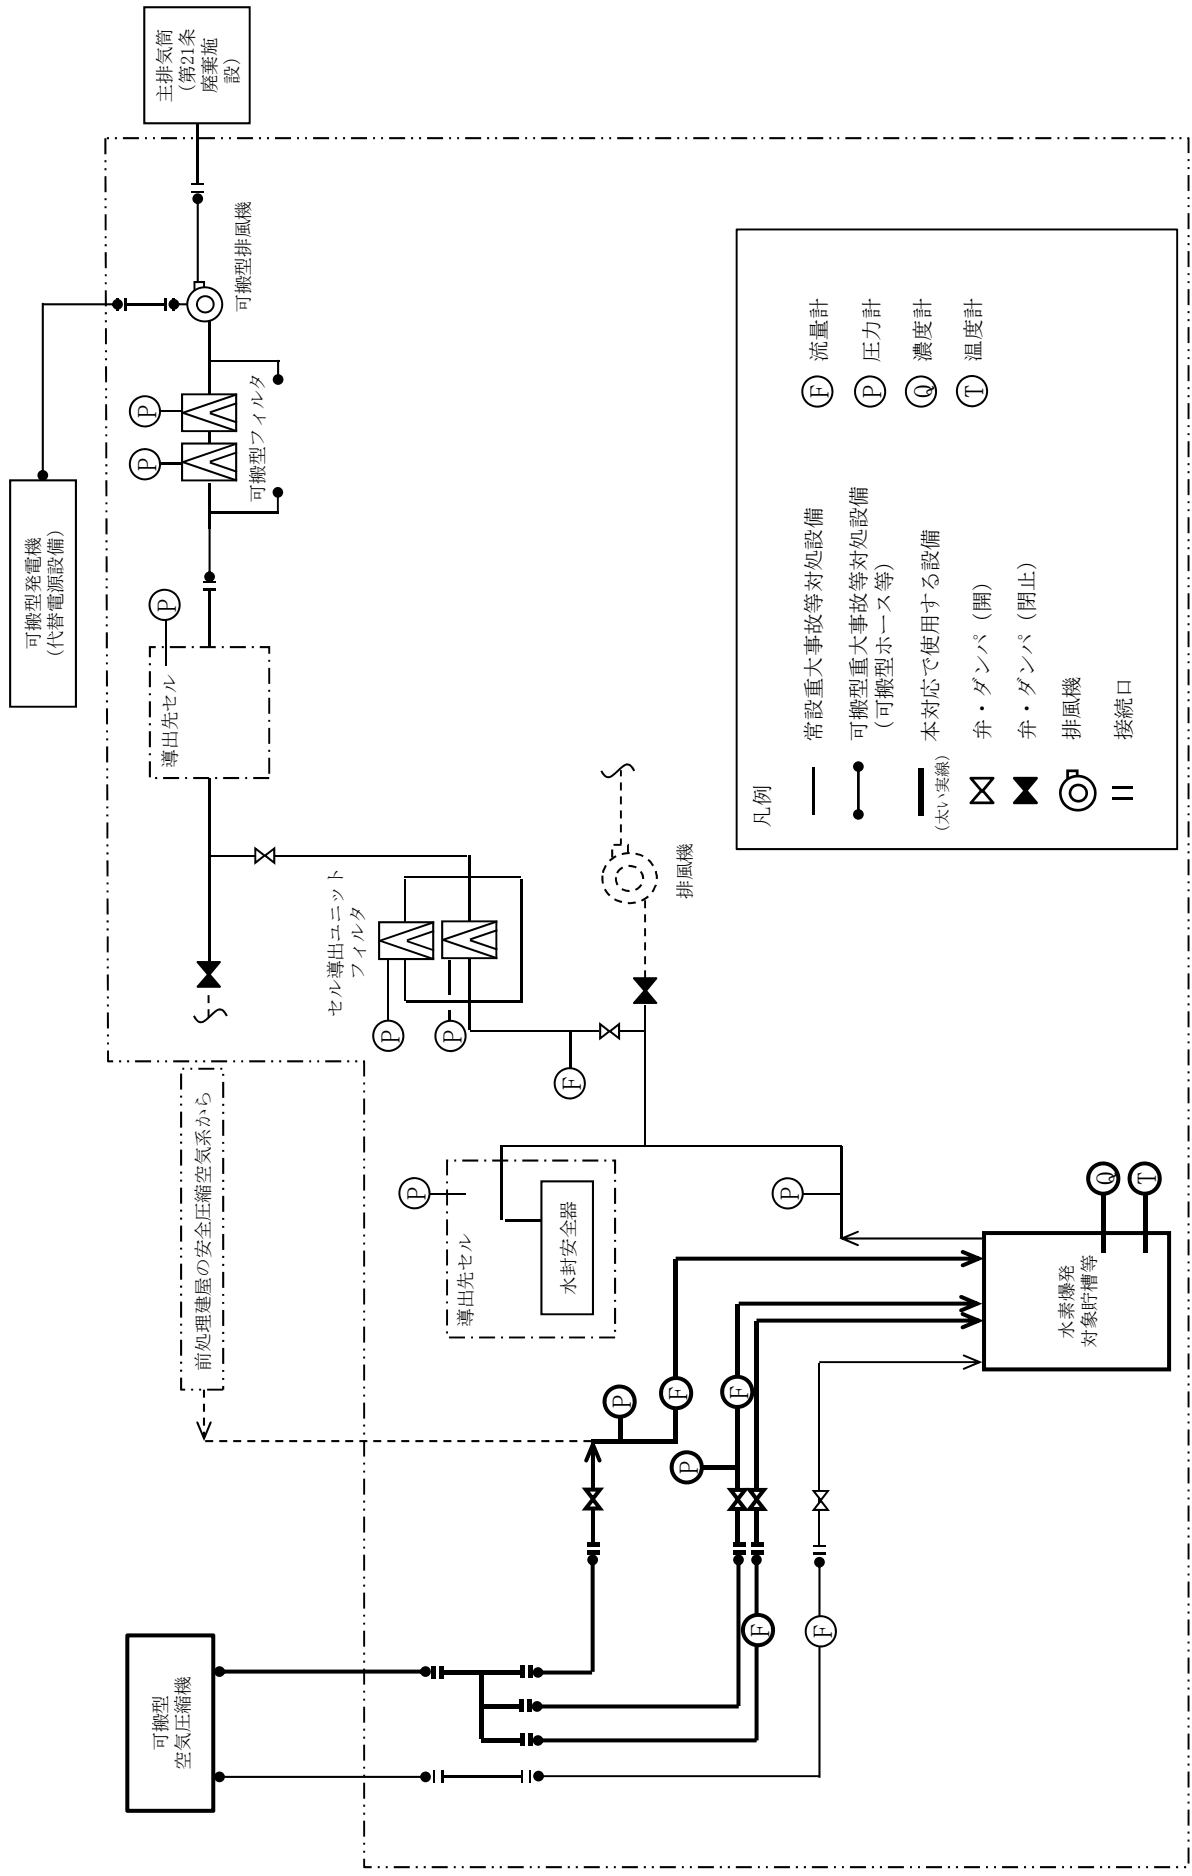 主排気筒
(第21条
廃棄施
設)
可搬型排風機
可搬型発電機
(代替電源設備)
P
P
可搬型フィルタ
P
導出先セル
セル導出ユニット
フィルタ
P
P
F
排風機
前処理建屋の安全圧縮空気系から
P
導出先セル
水封安全器
P
P
F
P
F
F
F
Q
T
水素爆発
対象貯槽等
可搬型
空気圧縮機
凡例
常設重大事故等対処設備
可搬型重大事故等対処設備
(可搬型ホース等)
本対応で使用する設備
(太い実線)
弁・ダンパ (開)
弁・ダンパ (閉止)
排風機
接続口
F 流量計
P 圧力計
Q 濃度計
T 温度計